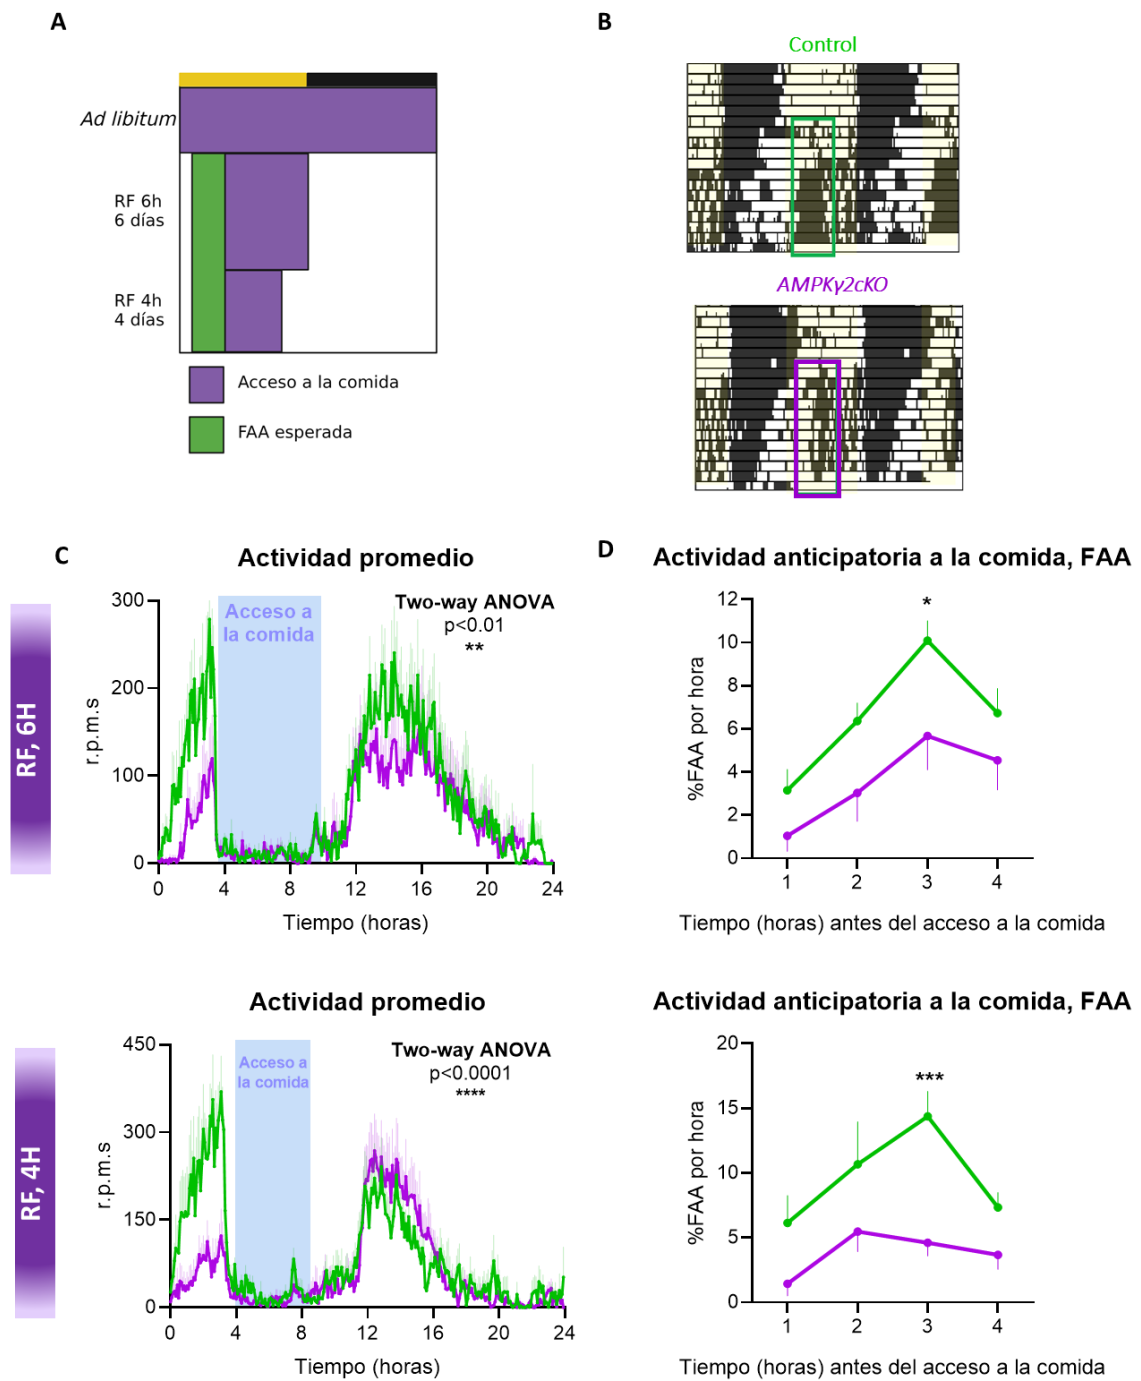 A
Ad libitum
RF 6h
6 días
RF 4h
4 días
Acceso a la comida
FAA esperada
B
Control
AMPKγ2cKO
C
Actividad promedio
RF, 6H
r.p.m.s
300
200
100
0
Acceso a
la comida
Two-way ANOVA
p<0.01
**
0 4 8 12 16 20 24
Tiempo (horas)
D
Actividad anticipatoria a la comida, FAA
%FAA por hora
12
10
8
6
4
2
0
*
1 2 3 4
Tiempo (horas) antes del acceso a la comida
RF, 4H
Actividad promedio
r.p.m.s
450
300
150
0
Acceso a
la comida
Two-way ANOVA
p<0.0001
****
0 4 8 12 16 20 24
Tiempo (horas)
Actividad anticipatoria a la comida, FAA
%FAA por hora
20
15
10
5
0
***
1 2 3 4
Tiempo (horas) antes del acceso a la comida